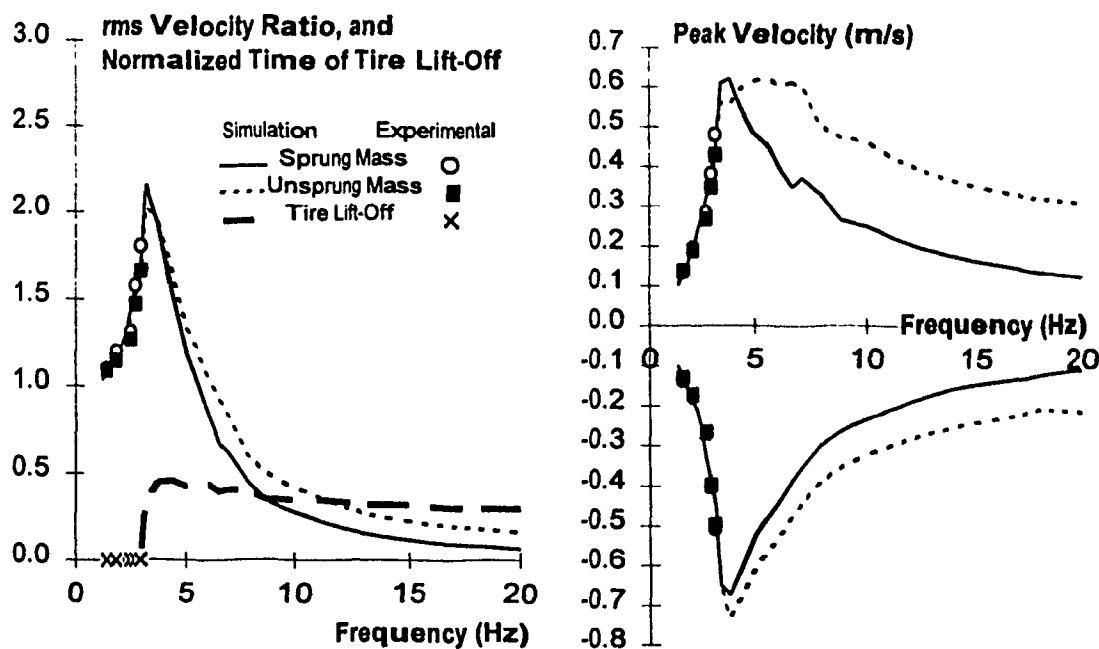 rms Velocity Ratio, and
Normalized Time of Tire Lift-Off
3.0
2.5
2.0
1.5
1.0
0.5
0.0
Simulation Experimental
Sprung Mass
Unsprung Mass
Tire Lift-Off
0 5 10 15 20
Frequency (Hz)
Peak Velocity (m/s)
0.7
0.6
0.5
0.4
0.3
0.2
0.1
0.0
-0.1
-0.2
-0.3
-0.4
-0.5
-0.6
-0.7
-0.8
Frequency (Hz)
0 5 10 15 20